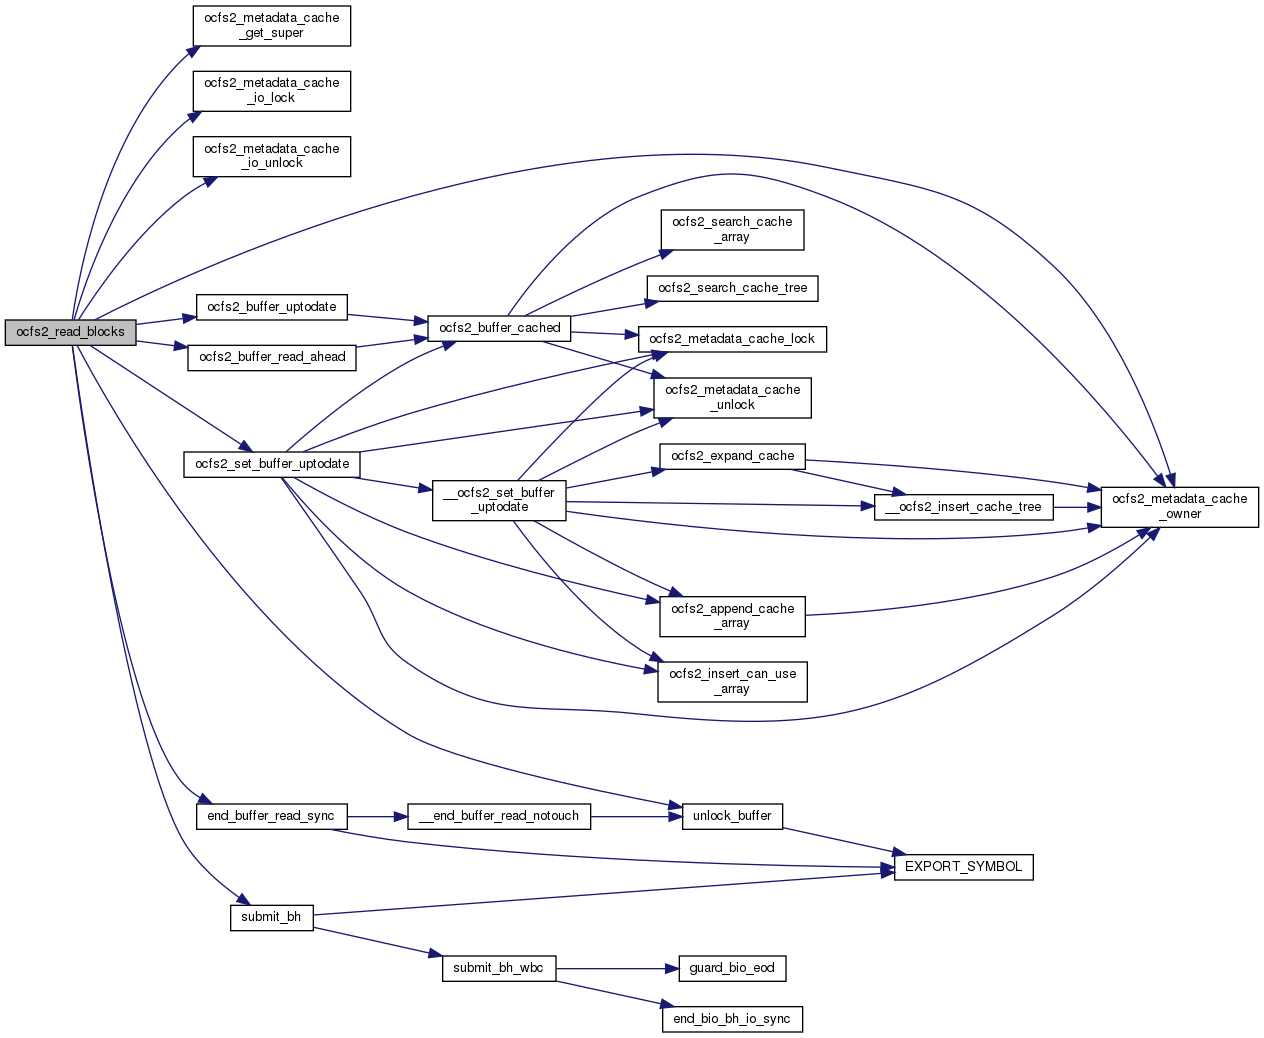 ocfs2_metadata_cache
_get_super
ocfs2_metadata_cache
_io_lock
ocfs2_metadata_cache
_io_unlock
ocfs2_search_cache
_array
ocfs2_search_cache_tree
ocfs2_buffer_uptodate
ocfs2_read_blocks
ocfs2_buffer_cached
ocfs2_metadata_cache_lock
ocfs2_buffer_read_ahead
ocfs2_metadata_cache
_unlock
ocfs2_expand_cache
ocfs2_set_buffer_uptodate
__ocfs2_set_buffer
_uptodate
__ocfs2_insert_cache_tree
ocfs2_metadata_cache
_owner
ocfs2_append_cache
_array
ocfs2_insert_can_use
_array
end_buffer_read_sync
__end_buffer_read_notouch
unlock_buffer
EXPORT_SYMBOL
submit_bh
submit_bh_wbc
guard_bio_eod
end_bio_bh_io_sync